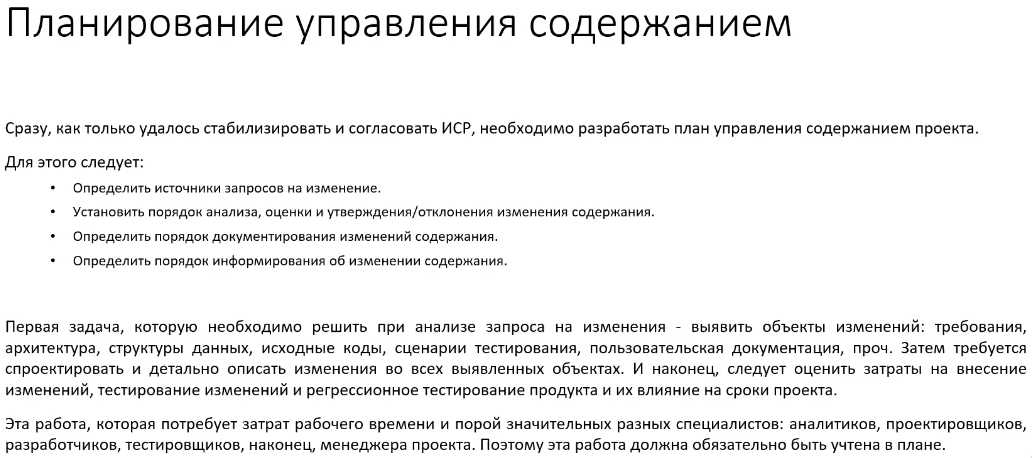 Планирование управления содержанием
Сразу, как только удалось стабилизировать и согласовать ИСР, необходимо разработать план управления содержанием проекта.
Для этого следует:
• Определить источники запросов на изменение.
• Установить порядок анализа, оценки и утверждения/отклонения изменения содержания.
• Определить порядок документирования изменений содержания.
• Определить порядок информирования об изменении содержания.
Первая задача, которую необходимо решить при анализе запроса на изменения - выявить объекты изменений: требования,
архитектура, структуры данных, исходные коды, сценарии тестирования, пользовательская документация, проч. Затем требуется
спроектировать и детально описать изменения во всех выявленных объектах. И наконец, следует оценить затраты на внесение
изменений, тестирование изменений и регрессионное тестирование продукта и их влияние на сроки проекта.
Эта работа, которая потребует затрат рабочего времени и порой значительных разных специалистов: аналитиков, проектировщиков,
разработчиков, тестировщиков, наконец, менеджера проекта. Поэтому эта работа должна обязательно быть учтена в плане.